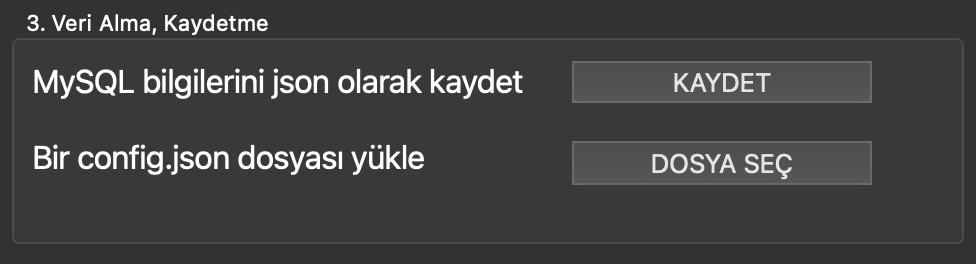 3. Veri Alma, Kaydetme
MySQL bilgilerini json olarak kaydet
KAYDET
Bir config.json dosyası yükle
DOSYA SEÇ